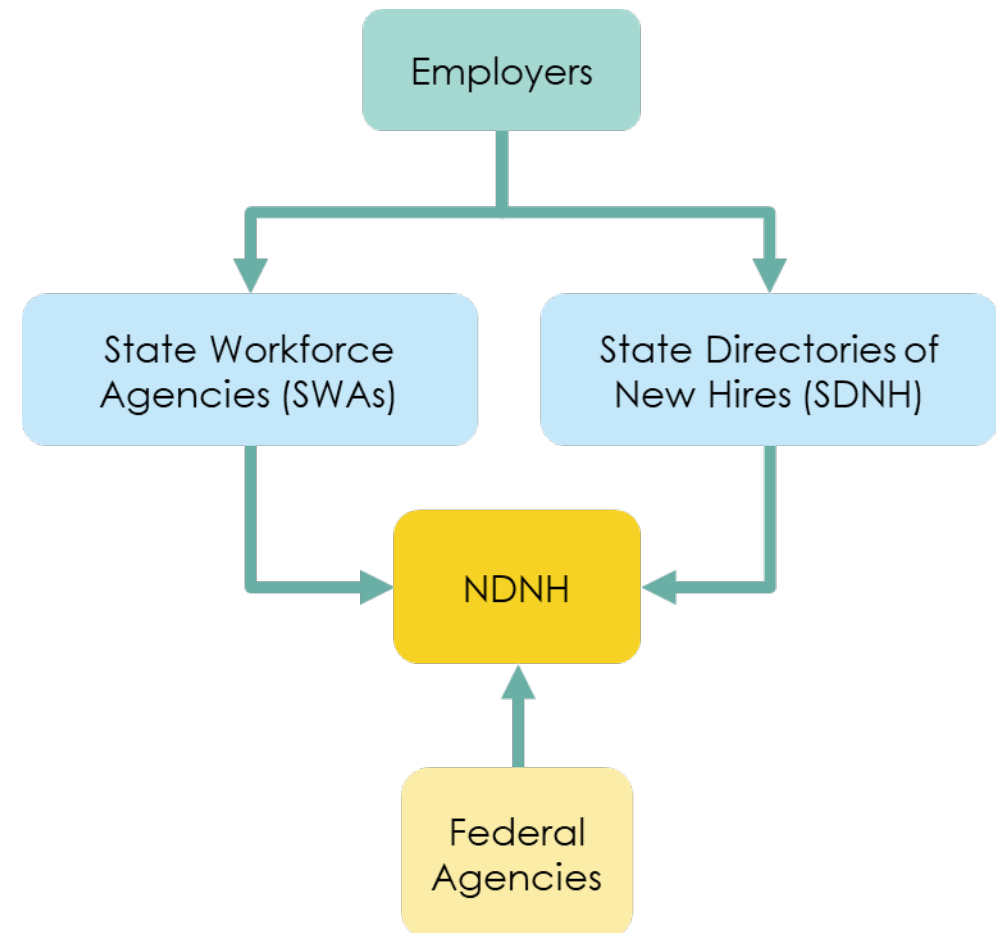 Employers
State Workforce
Agencies (SWAs)
State Directories of
New Hires (SDNH)
NDNH
Federal
Agencies